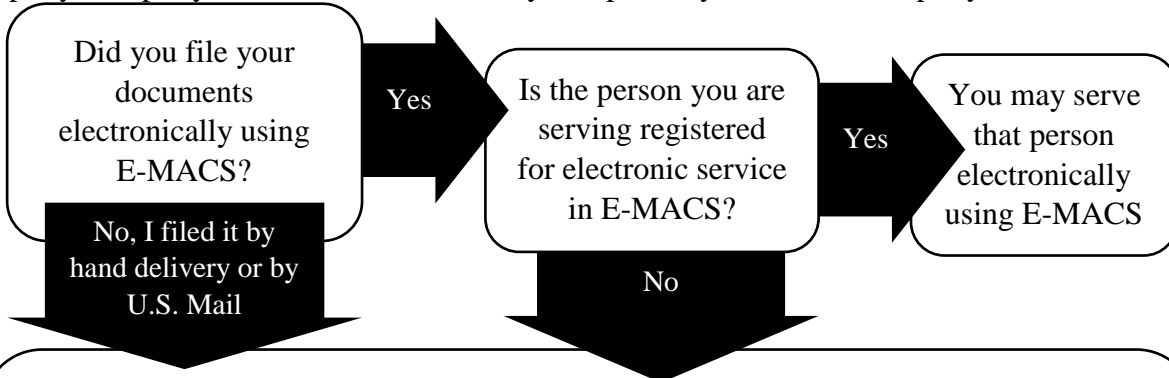 Did you file your
documents
electronically using
E-MACS?
Yes
Is the person you are
serving registered
for electronic service
in E-MACS?
Yes
You may serve
that person
electronically
using E-MACS
No, I filed it by
hand delivery or by
U.S. Mail
No